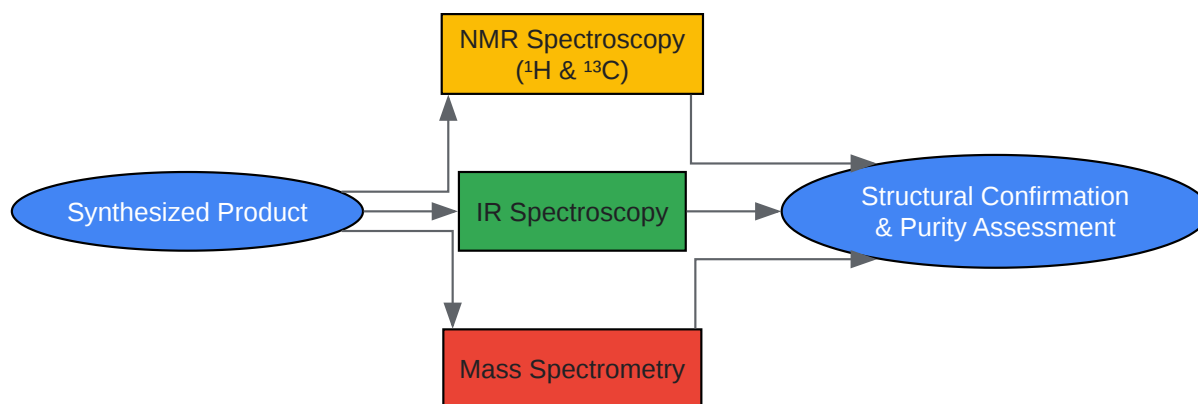 NMR Spectroscopy
(¹H & ¹³C)
Synthesized Product
IR Spectroscopy
Structural Confirmation
& Purity Assessment
Mass Spectrometry